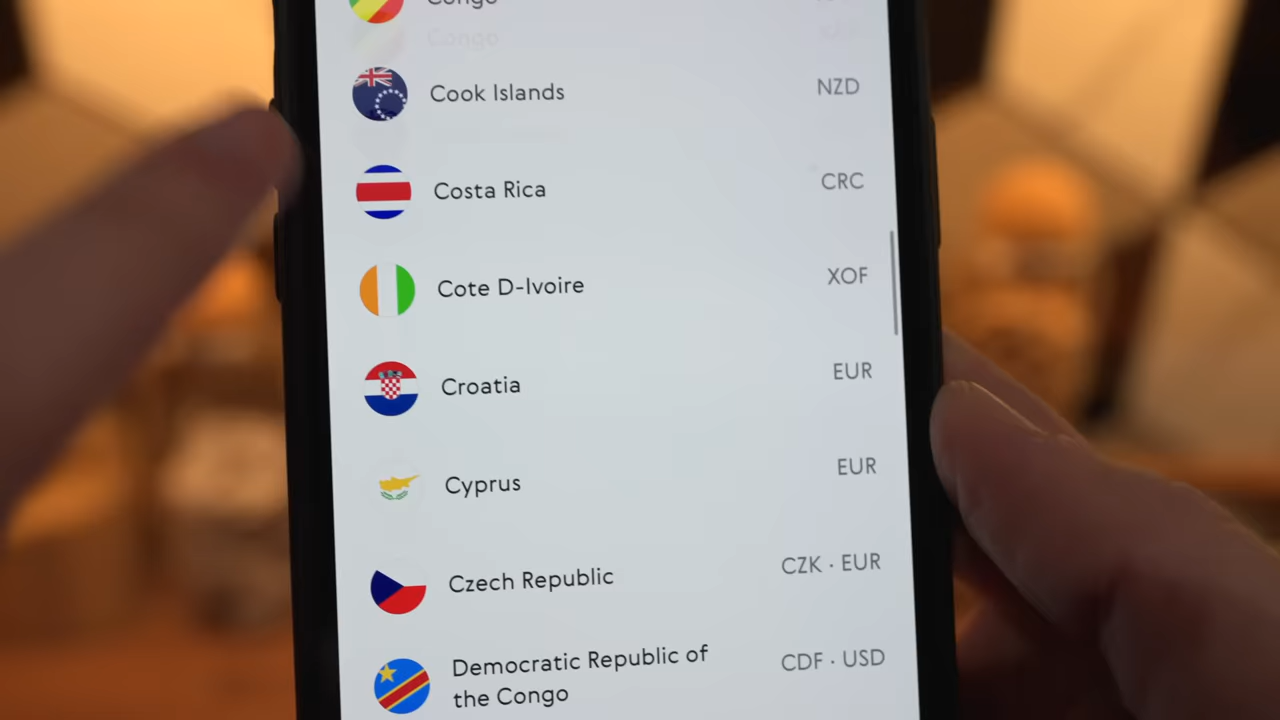 Congo
Cook Islands NZD
Costa Rica CRC
Cote D-Ivoire XOF
Croatia EUR
Cyprus EUR
Czech Republic CZK · EUR
Democratic Republic of CDF · USD
the Congo